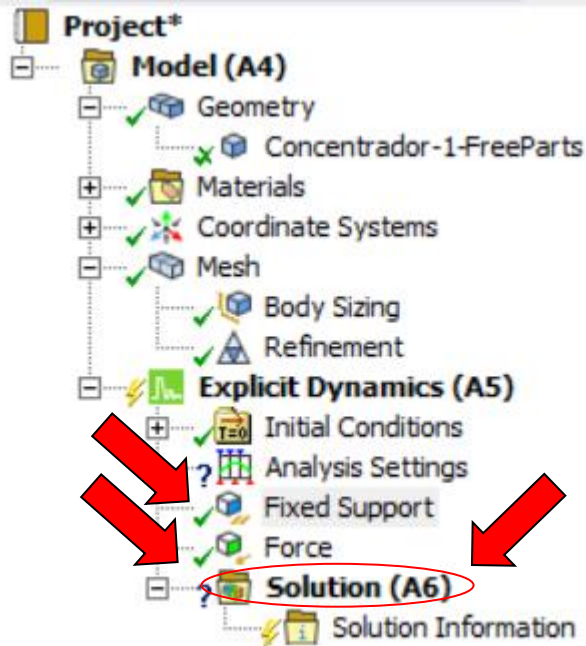 Project*
Model (A4)
Geometry
Concentrador-1-FreeParts
Materials
Coordinate Systems
Mesh
Body Sizing
Refinement
Explicit Dynamics (A5)
T=0 Initial Conditions
? Analysis Settings
Fixed Support
Force
? Solution (A6)
i Solution Information